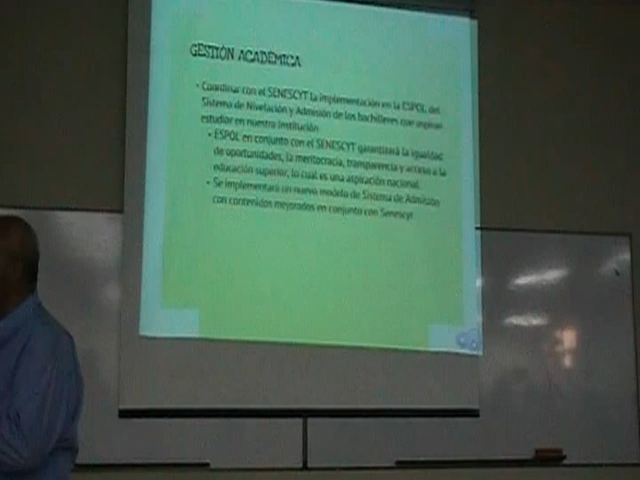 GESTIÓN ACADÉMICA
• Coordinar con el SENESCYT la implementación en la ESPOL del
Sistema de Nivelación y Admisión de los bachilleres que aspiran
estudiar en nuestra Institución
• ESPOL en conjunto con el SENESCYT garantizará la igualdad
de oportunidades, la meritocracia, transparencia y acceso a la
educación superior, lo cual es una aspiración nacional.
• Se implementará un nuevo modelo de Sistema de Admisión
con contenidos mejorados en conjunto con Senescyt